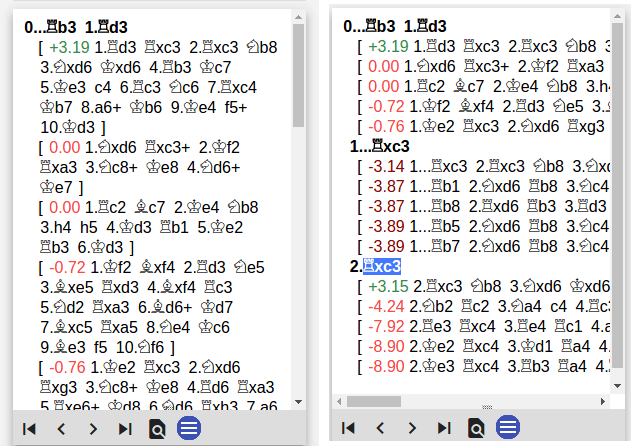 0...♖b3 1.♖d3
[ +3.19 1.♖d3 ♖xc3 2.♖xc3 ♘b8
3.♘xd6 ♔xd6 4.♖b3 ♔c7
5.♔e3 c4 6.♖c3 ♘c6 7.♖xc4
♔b7 8.a6+ ♔b6 9.♔e4 f5+
10.♔d3 ]
[ 0.00 1.♘xd6 ♖xc3+ 2.♔f2
♖xa3 3.♘c8+ ♔e8 4.♘d6+
♔e7 ]
[ 0.00 1.♖c2 ♗c7 2.♔e4 ♘b8
3.h4 h5 4.♔d3 ♖b1 5.♔e2
♖b3 6.♔d3 ]
[ -0.72 1.♔f2 ♗xf4 2.♖d3 ♘e5
3.♗xe5 ♖xd3 4.♗xf4 ♖c3
5.♘d2 ♖xa3 6.♗d6+ ♔d7
7.♗xc5 ♖xa5 8.♘e4 ♔c6
9.♗e3 f5 10.♘f6 ]
[ -0.76 1.♔e2 ♖xc3 2.♘xd6
♖xg3 3.♘c8+ ♔e8 4.♖d6 ♖xa3
5.♖xe6+ ♔d8 6.♘d6 ♖xb3 7.a6
0...♖b3 1.♖d3
[ +3.19 1.♖d3 ♖xc3 2.♖xc3 ♘b8 3
[ 0.00 1.♘xd6 ♖xc3+ 2.♔f2 ♖xa3
[ 0.00 1.♖c2 ♗c7 2.♔e4 ♘b8 3.h4
[ -0.72 1.♔f2 ♗xf4 2.♖d3 ♘e5 3.
[ -0.76 1.♔e2 ♖xc3 2.♘xd6 ♖xg3
1...♖xc3
[ -3.14 1...♖xc3 2.♖xc3 ♘b8 3.♘xd
[ -3.87 1...♖b1 2.♘xd6 ♖b8 3.♘c4
[ -3.87 1...♖b8 2.♖xd6 ♖b3 3.♖d3
[ -3.89 1...♖b5 2.♘xd6 ♖b8 3.♘c4
[ -3.89 1...♖b7 2.♘xd6 ♖b8 3.♘c4
2.♖xc3
[ +3.15 2.♖xc3 ♘b8 3.♘xd6 ♔xd6
[ -4.24 2.♘b2 ♖c2 3.♘a4 c4 4.♖c3
[ -7.92 2.♖e3 ♖xc4 3.♖e4 ♖c1 4.a
[ -8.90 2.♔e2 ♖xc4 3.♔d1 ♖a4 4.
[ -8.90 2.♔e3 ♖xc4 3.♖b3 ♖a4 4.